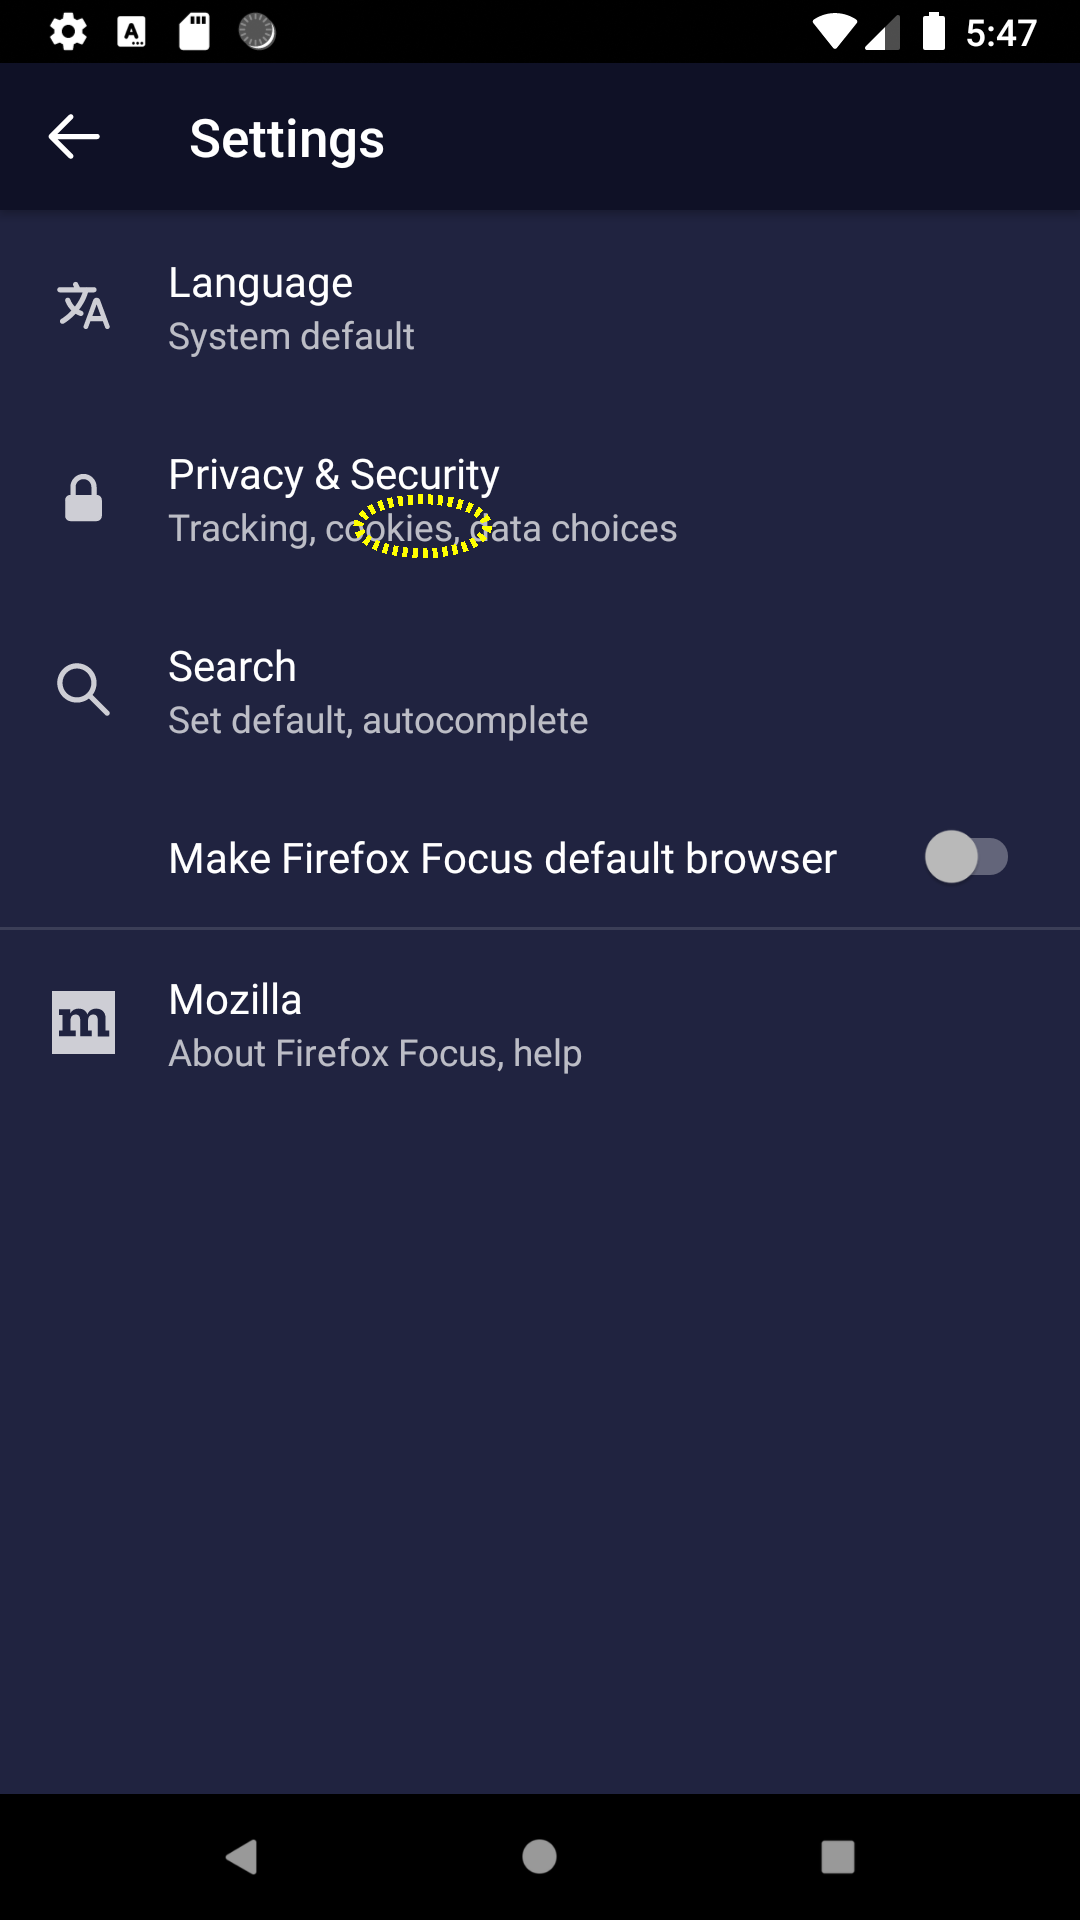 5:47
Settings
Language
System default
Privacy & Security
Tracking, cookies, data choices
Search
Set default, autocomplete
Make Firefox Focus default browser
m
Mozilla
About Firefox Focus, help